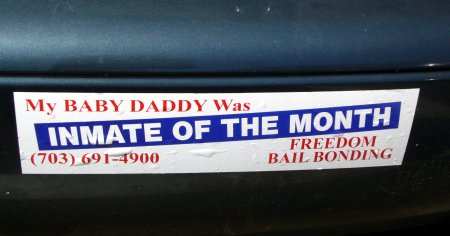 My BABY DADDY Was
INMATE OF THE MONTH
(703) 691-4900
FREEDOM
BAIL BONDING